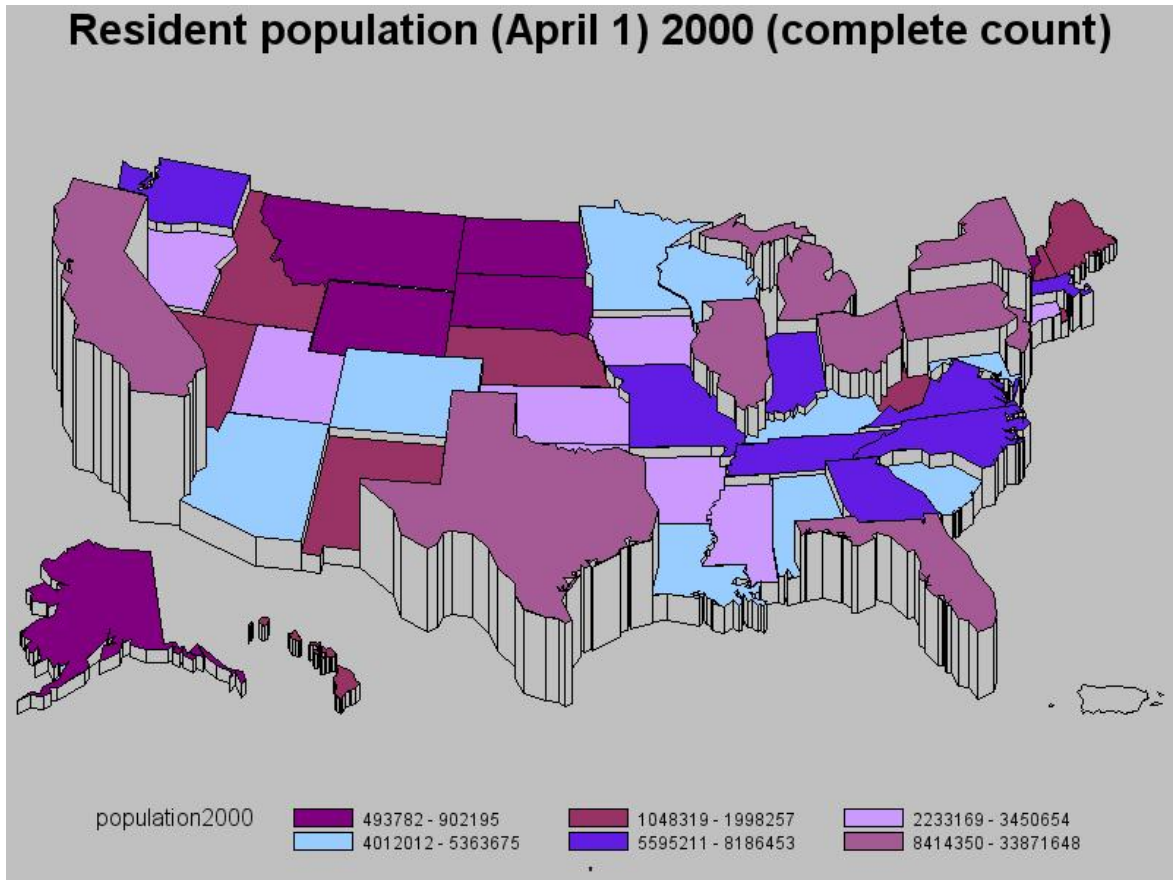 Resident population (April 1) 2000 (complete count)
population2000
493782 - 902195
1048319 - 1998257
2233169 - 3450654
4012012 - 5363675
5595211 - 8186453
8414350 - 33871648